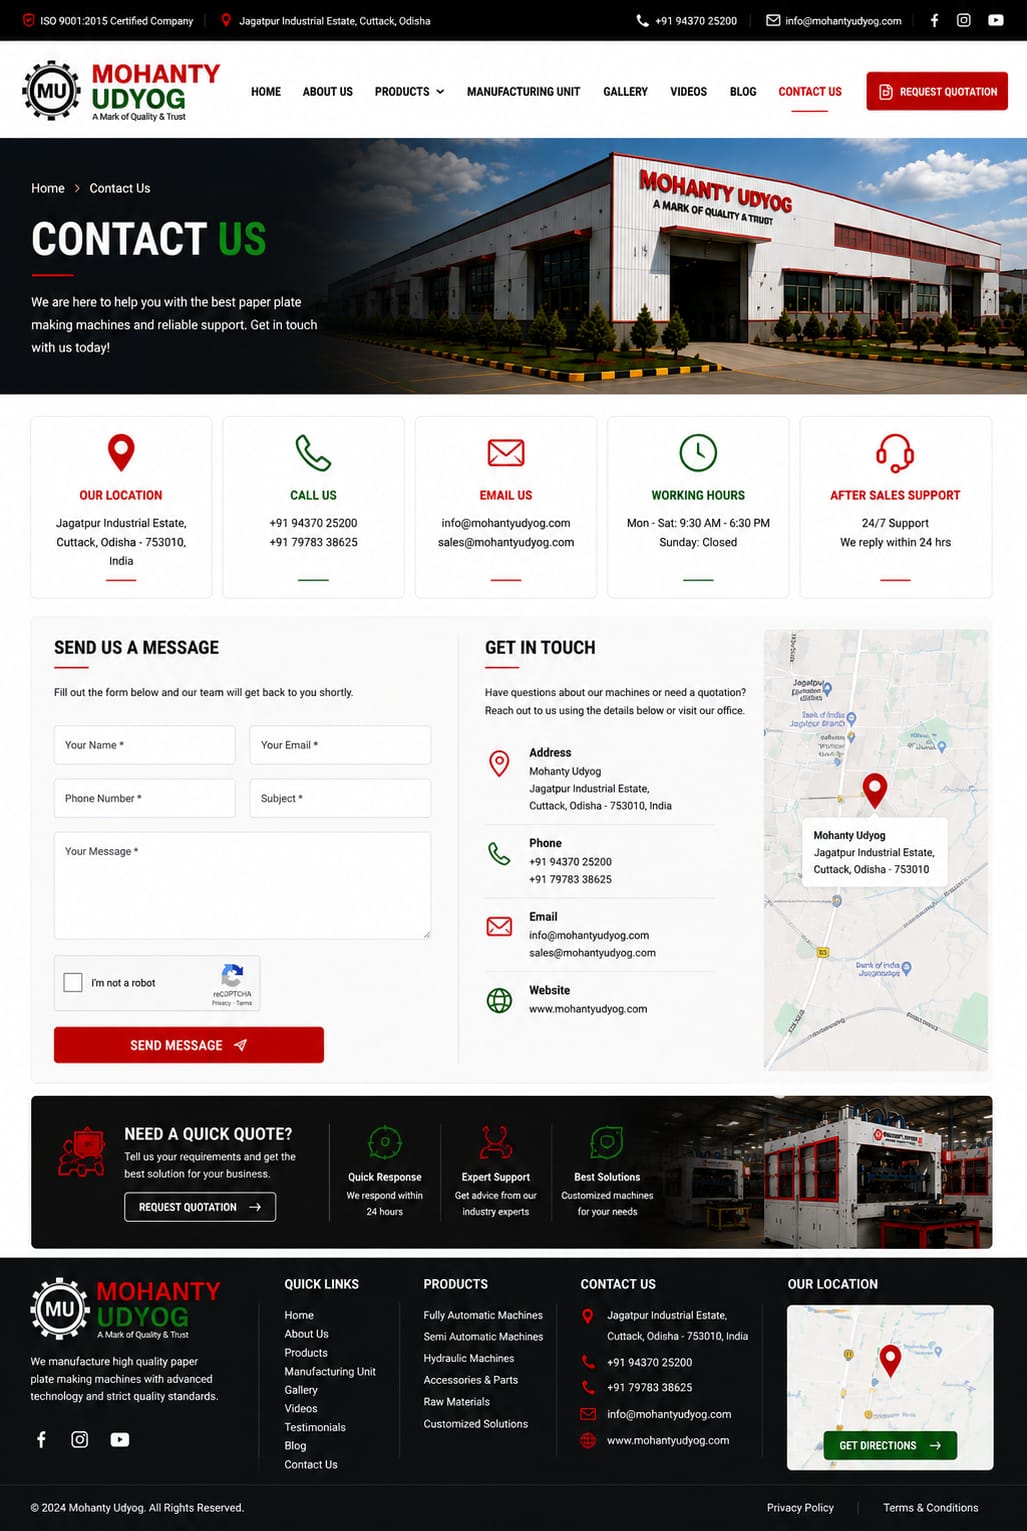 ISO 9001:2015 Certified Company
Jagatpur Industrial Estate, Cuttack, Odisha
+91 94370 25200
info@mohantyudyog.com
MU
MOHANTY
UDYOG
A Mark of Quality & Trust
HOME
ABOUT US
PRODUCTS
MANUFACTURING UNIT
GALLERY
VIDEOS
BLOG
CONTACT US
REQUEST QUOTATION
Home > Contact Us
CONTACT US
We are here to help you with the best paper plate
making machines and reliable support. Get in touch
with us today!
MOHANTY UDYOG
A MARK OF QUALITY & TRUST
OUR LOCATION
Jagatpur Industrial Estate,
Cuttack, Odisha - 753010,
India
CALL US
+91 94370 25200
+91 79783 38625
EMAIL US
info@mohantyudyog.com
sales@mohantyudyog.com
WORKING HOURS
Mon - Sat: 9:30 AM - 6:30 PM
Sunday: Closed
AFTER SALES SUPPORT
24/7 Support
We reply within 24 hrs
SEND US A MESSAGE
Fill out the form below and our team will get back to you shortly.
Your Name *
Your Email *
Phone Number *
Subject *
Your Message *
I'm not a robot
reCAPTCHA
Privacy - Terms
SEND MESSAGE
GET IN TOUCH
Have questions about our machines or need a quotation?
Reach out to us using the details below or visit our office.
Address
Mohanty Udyog
Jagatpur Industrial Estate,
Cuttack, Odisha - 753010, India
Phone
+91 94370 25200
+91 79783 38625
Email
info@mohantyudyog.com
sales@mohantyudyog.com
Website
www.mohantyudyog.com
Mohanty Udyog
Jagatpur Industrial Estate,
Cuttack, Odisha - 753010
NEED A QUICK QUOTE?
Tell us your requirements and get the
best solution for your business.
REQUEST QUOTATION
Quick Response
We respond within
24 hours
Expert Support
Get advice from our
industry experts
Best Solutions
Customized machines
for your needs
MU
MOHANTY
UDYOG
A Mark of Quality & Trust
We manufacture high quality paper
plate making machines with advanced
technology and strict quality standards.
QUICK LINKS
Home
About Us
Products
Manufacturing Unit
Gallery
Videos
Testimonials
Blog
Contact Us
PRODUCTS
Fully Automatic Machines
Semi Automatic Machines
Hydraulic Machines
Accessories & Parts
Raw Materials
Customized Solutions
CONTACT US
Jagatpur Industrial Estate,
Cuttack, Odisha - 753010, India
+91 94370 25200
+91 79783 38625
info@mohantyudyog.com
www.mohantyudyog.com
OUR LOCATION
GET DIRECTIONS
© 2024 Mohanty Udyog. All Rights Reserved.
Privacy Policy
Terms & Conditions